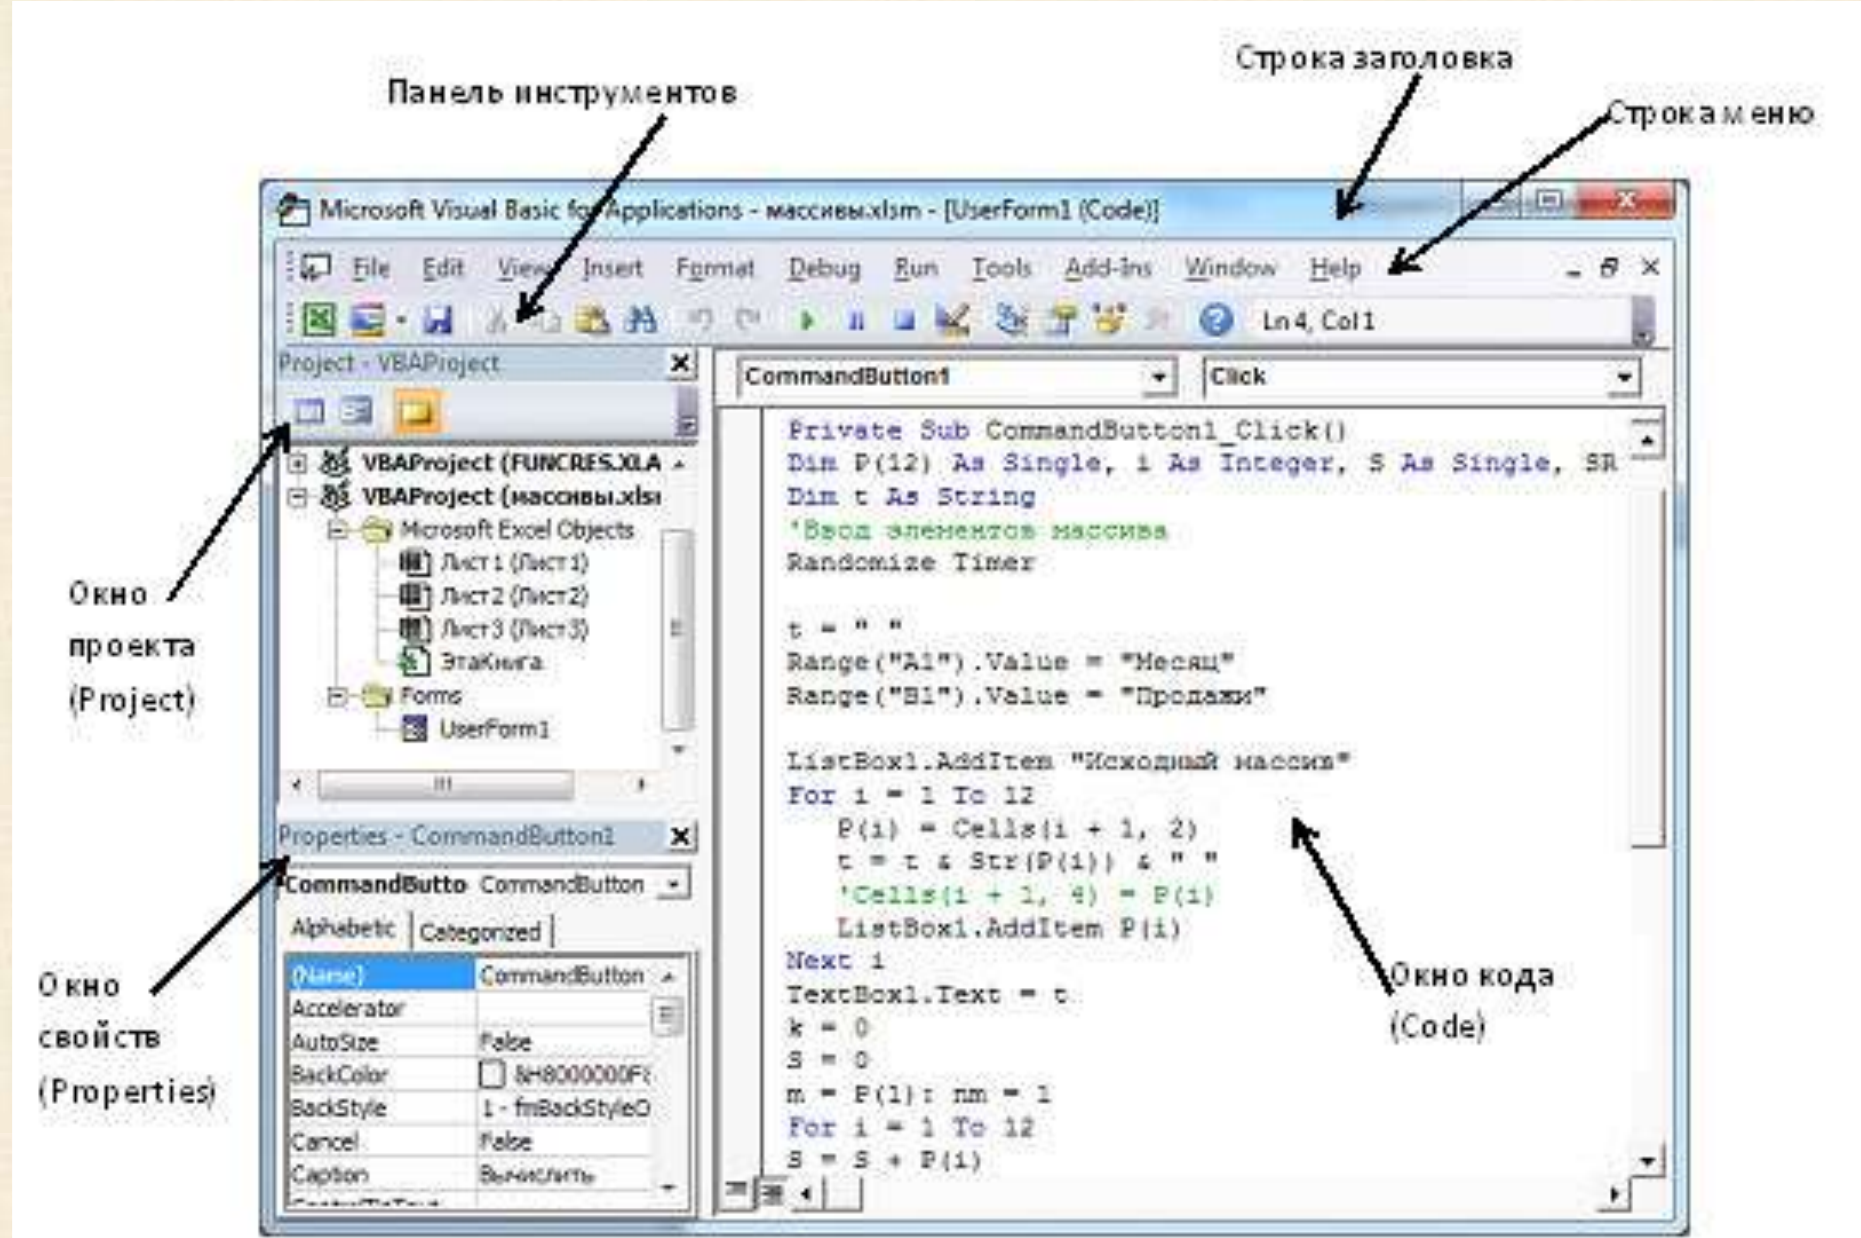 Строка заголовка
Панель инструментов
Строка меню
Microsoft Visual Basic for Applications - массивы.xlsm - [UserForm1 (Code)]
File Edit View Insert Format Debug Run Tools Add-Ins Window Help
Ln 4, Col 1
Project - VBAProject
VBAProject (FUNCRES.XLA
VBAProject (массивы.xlsm
Microsoft Excel Objects
Лист1 (Лист1)
Лист2 (Лист2)
Лист3 (Лист3)
ЭтаКнига
Forms
UserForm1
Окно
проекта
(Project)
Properties - CommandButton1
CommandButto CommandButton
Alphabetic Categorized
(Name) CommandButton
Accelerator
AutoSize False
BackColor &H8000000F&
BackStyle 1 - fmBackStyleO
Cancel False
Caption Вычислить
Окно
свойств
(Properties)
CommandButton1 Click
Private Sub CommandButton1_Click()
Dim P(12) As Single, i As Integer, S As Single, SR
Dim t As String
'Ввод элементов массива
Randomize Timer
t = " "
Range("A1").Value = "Месяц"
Range("B1").Value = "Продажи"
ListBox1.AddItem "Исходный массив"
For i = 1 To 12
P(i) = Cells(i + 1, 2)
t = t & Str(P(i)) & " "
'Cells(i + 1, 4) = P(i)
ListBox1.AddItem P(i)
Next i
TextBox1.Text = t
k = 0
S = 0
m = P(1): nm = 1
For i = 1 To 12
S = S + P(i)
Окно кода
(Code)